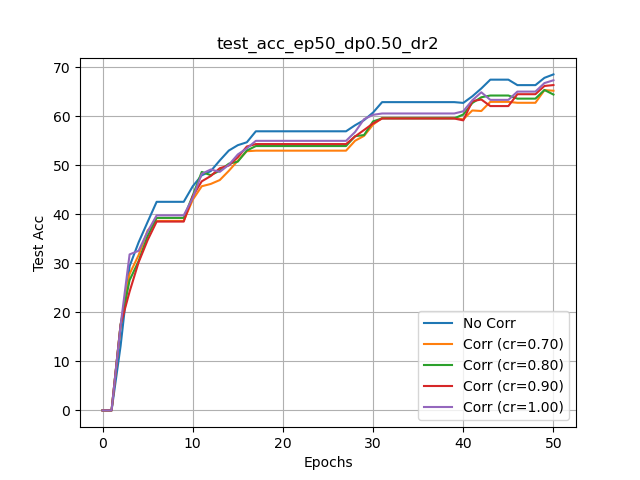 test_acc_ep50_dp0.50_dr2
70
60
50
40
30
20
10
0
Test Acc
No Corr
Corr (cr=0.70)
Corr (cr=0.80)
Corr (cr=0.90)
Corr (cr=1.00)
0 10 20 30 40 50
Epochs